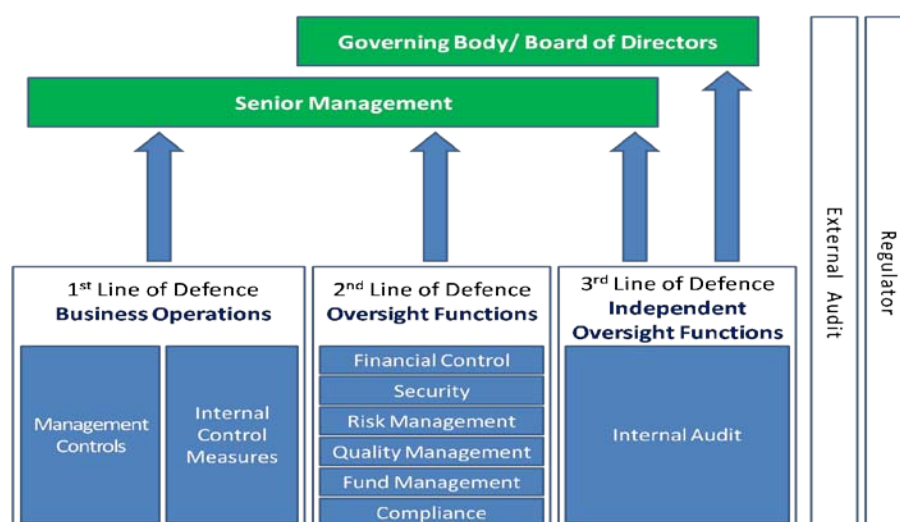 Governing Body/ Board of Directors
Senior Management
1st Line of Defence
Business Operations
Management
Controls
Internal
Control
Measures
2nd Line of Defence
Oversight Functions
Financial Control
Security
Risk Management
Quality Management
Fund Management
Compliance
3rd Line of Defence
Independent
Oversight Functions
Internal Audit
External Audit
Regulator